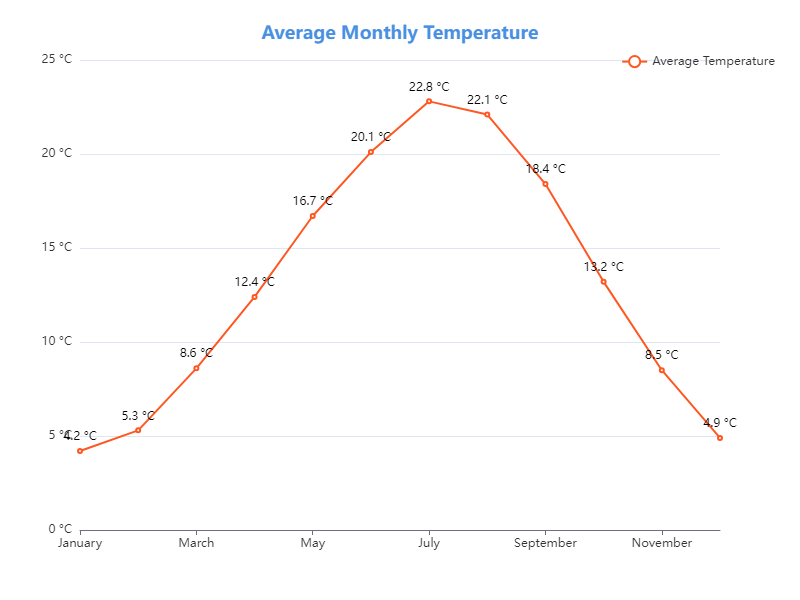 Average Monthly Temperature
Average Temperature
25 °C
20 °C
15 °C
10 °C
5 °C
0 °C
4.2 °C
5.3 °C
8.6 °C
12.4 °C
16.7 °C
20.1 °C
22.8 °C
22.1 °C
18.4 °C
13.2 °C
8.5 °C
4.9 °C
January March May July September November